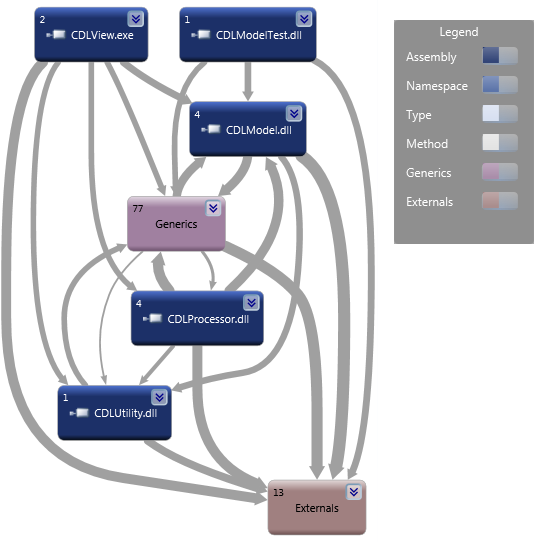 2
CDLView.exe
1
CDLModelTest.dll
Legend
Assembly
Namespace
Type
Method
Generics
Externals
4
CDLModel.dll
77
Generics
4
CDLProcessor.dll
1
CDLUtility.dll
13
Externals